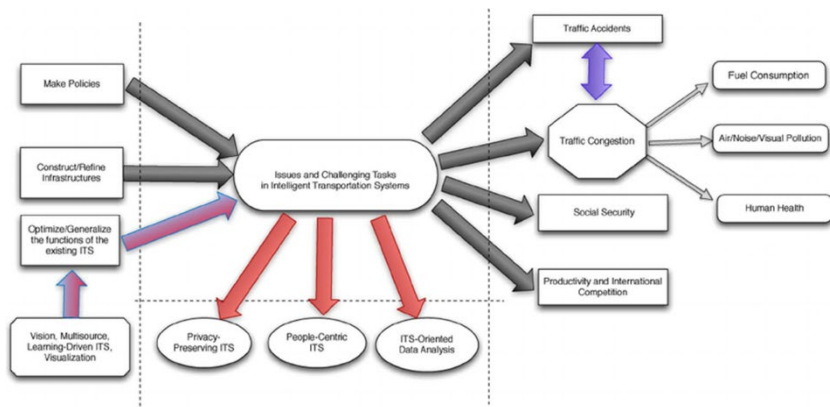 Traffic Accidents
Make Policies
Fuel Consumption
Traffic Congestion
Air/Noise/Visual Pollution
Issues and Challenging Tasks
in Intelligent Transportation Systems
Construct/Refine
Infrastructures
Human Health
Social Security
Optimize/Generalize
the functions of the
existing ITS
Productivity and International
Competition
Vision, Multisource,
Learning-Driven ITS,
Visualization
Privacy-
Preserving ITS
People-Centric
ITS
ITS-Oriented
Data Analysis